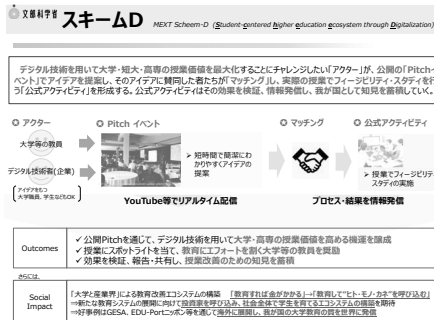 文部科学省 スキームD MEXT Scheem-D (Student-centered higher education ecosystem through Digitalization)
デジタル技術を用いて大学・短大・高専の授業価値を最大化することにチャレンジしたい「アクター」が、公開の「Pitch
ベント」でアイデアを提案し、そのアイデアに賛同した者たちが「マッチング」し、実際の授業でフィージビリティ・スタディを行
う「公式アクティビティ」を形成する。公式アクティビティはその効果を検証、情報発信し、我が国として知見を蓄積していく。
アクター
Pitch イベント
マッチング
公式アクティビティ
大学等の教員
デジタル技術者(企業)
アイデアをもつ
大学職員、学生などもOK
➢ 短時間で簡潔にわ
かりやすくアイデアの
提案
➢ 授業でフィージビリテ
スタディの実施
YouTube等でリアルタイム配信
プロセス・結果を情報発信
Outcomes
✓ 公開Pitchを通じて、デジタル技術を用いて大学・高専の授業価値を高める機運を醸成
✓ 授業にスポットライトを当て、教育にエフォートを割く大学等の教員を奨励
✓ 効果を検証、報告・共有し、授業改善のための知見を蓄積
さらには、
Social
Impact
「大学と産業界」による教育改善エコシステムの構築 「教育すれば金がかかる」→「教育して“ヒト・モノ・カネ”を呼び込む」
⇒新たな教育システムの展開に向けて投資家を呼び込み、社会全体で学生を育てるエコシステムの構築を期待
⇒好事例はGESA、EDU-Portニッポン等を通じて海外に展開し、我が国の大学教育の質を世界に発信